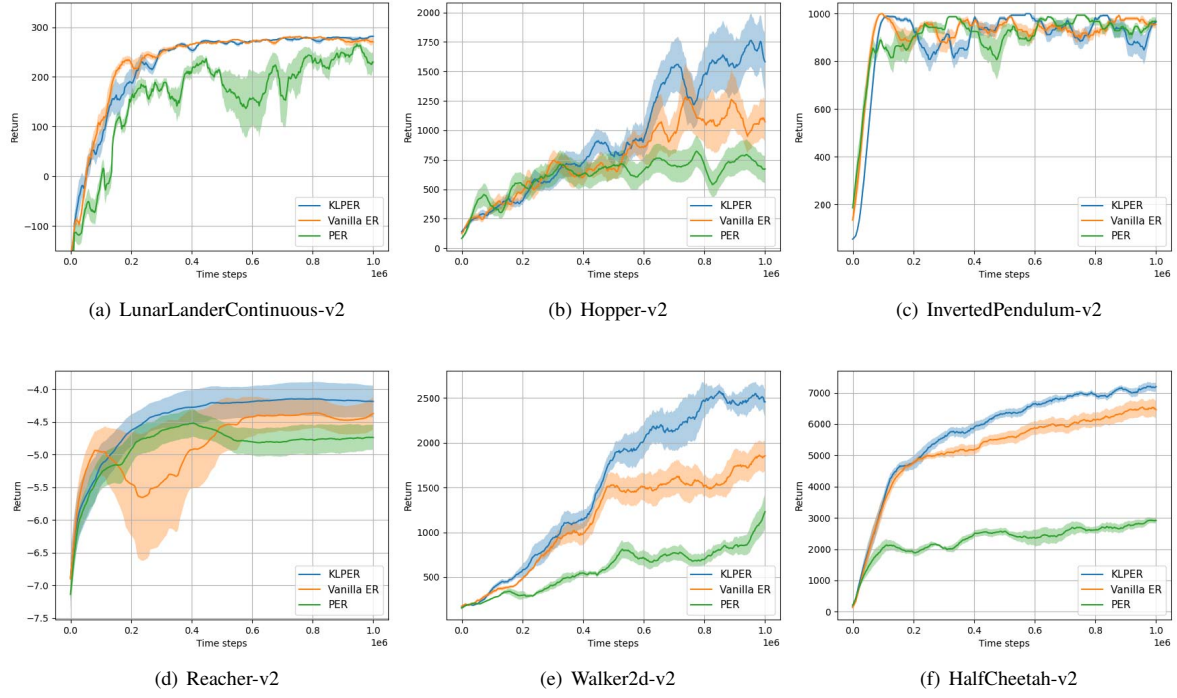 300
200
100
0
−100
Return
0.0 0.2 0.4 0.6 0.8 1.0
1e6
Time steps
KLPER
Vanilla ER
PER
(a) LunarLanderContinuous-v2
2000
1750
1500
1250
1000
750
500
250
0
Return
0.0 0.2 0.4 0.6 0.8 1.0
1e6
Time steps
KLPER
Vanilla ER
PER
(b) Hopper-v2
1000
800
600
400
200
Return
0.0 0.2 0.4 0.6 0.8 1.0
1e6
Time steps
KLPER
Vanilla ER
PER
(c) InvertedPendulum-v2
−4.0
−4.5
−5.0
−5.5
−6.0
−6.5
−7.0
−7.5
Return
0.0 0.2 0.4 0.6 0.8 1.0
1e6
Time steps
KLPER
Vanilla ER
PER
(d) Reacher-v2
2500
2000
1500
1000
500
Return
0.0 0.2 0.4 0.6 0.8 1.0
1e6
Time steps
KLPER
Vanilla ER
PER
(e) Walker2d-v2
7000
6000
5000
4000
3000
2000
1000
0
Return
0.0 0.2 0.4 0.6 0.8 1.0
1e6
Time steps
KLPER
Vanilla ER
PER
(f) HalfCheetah-v2